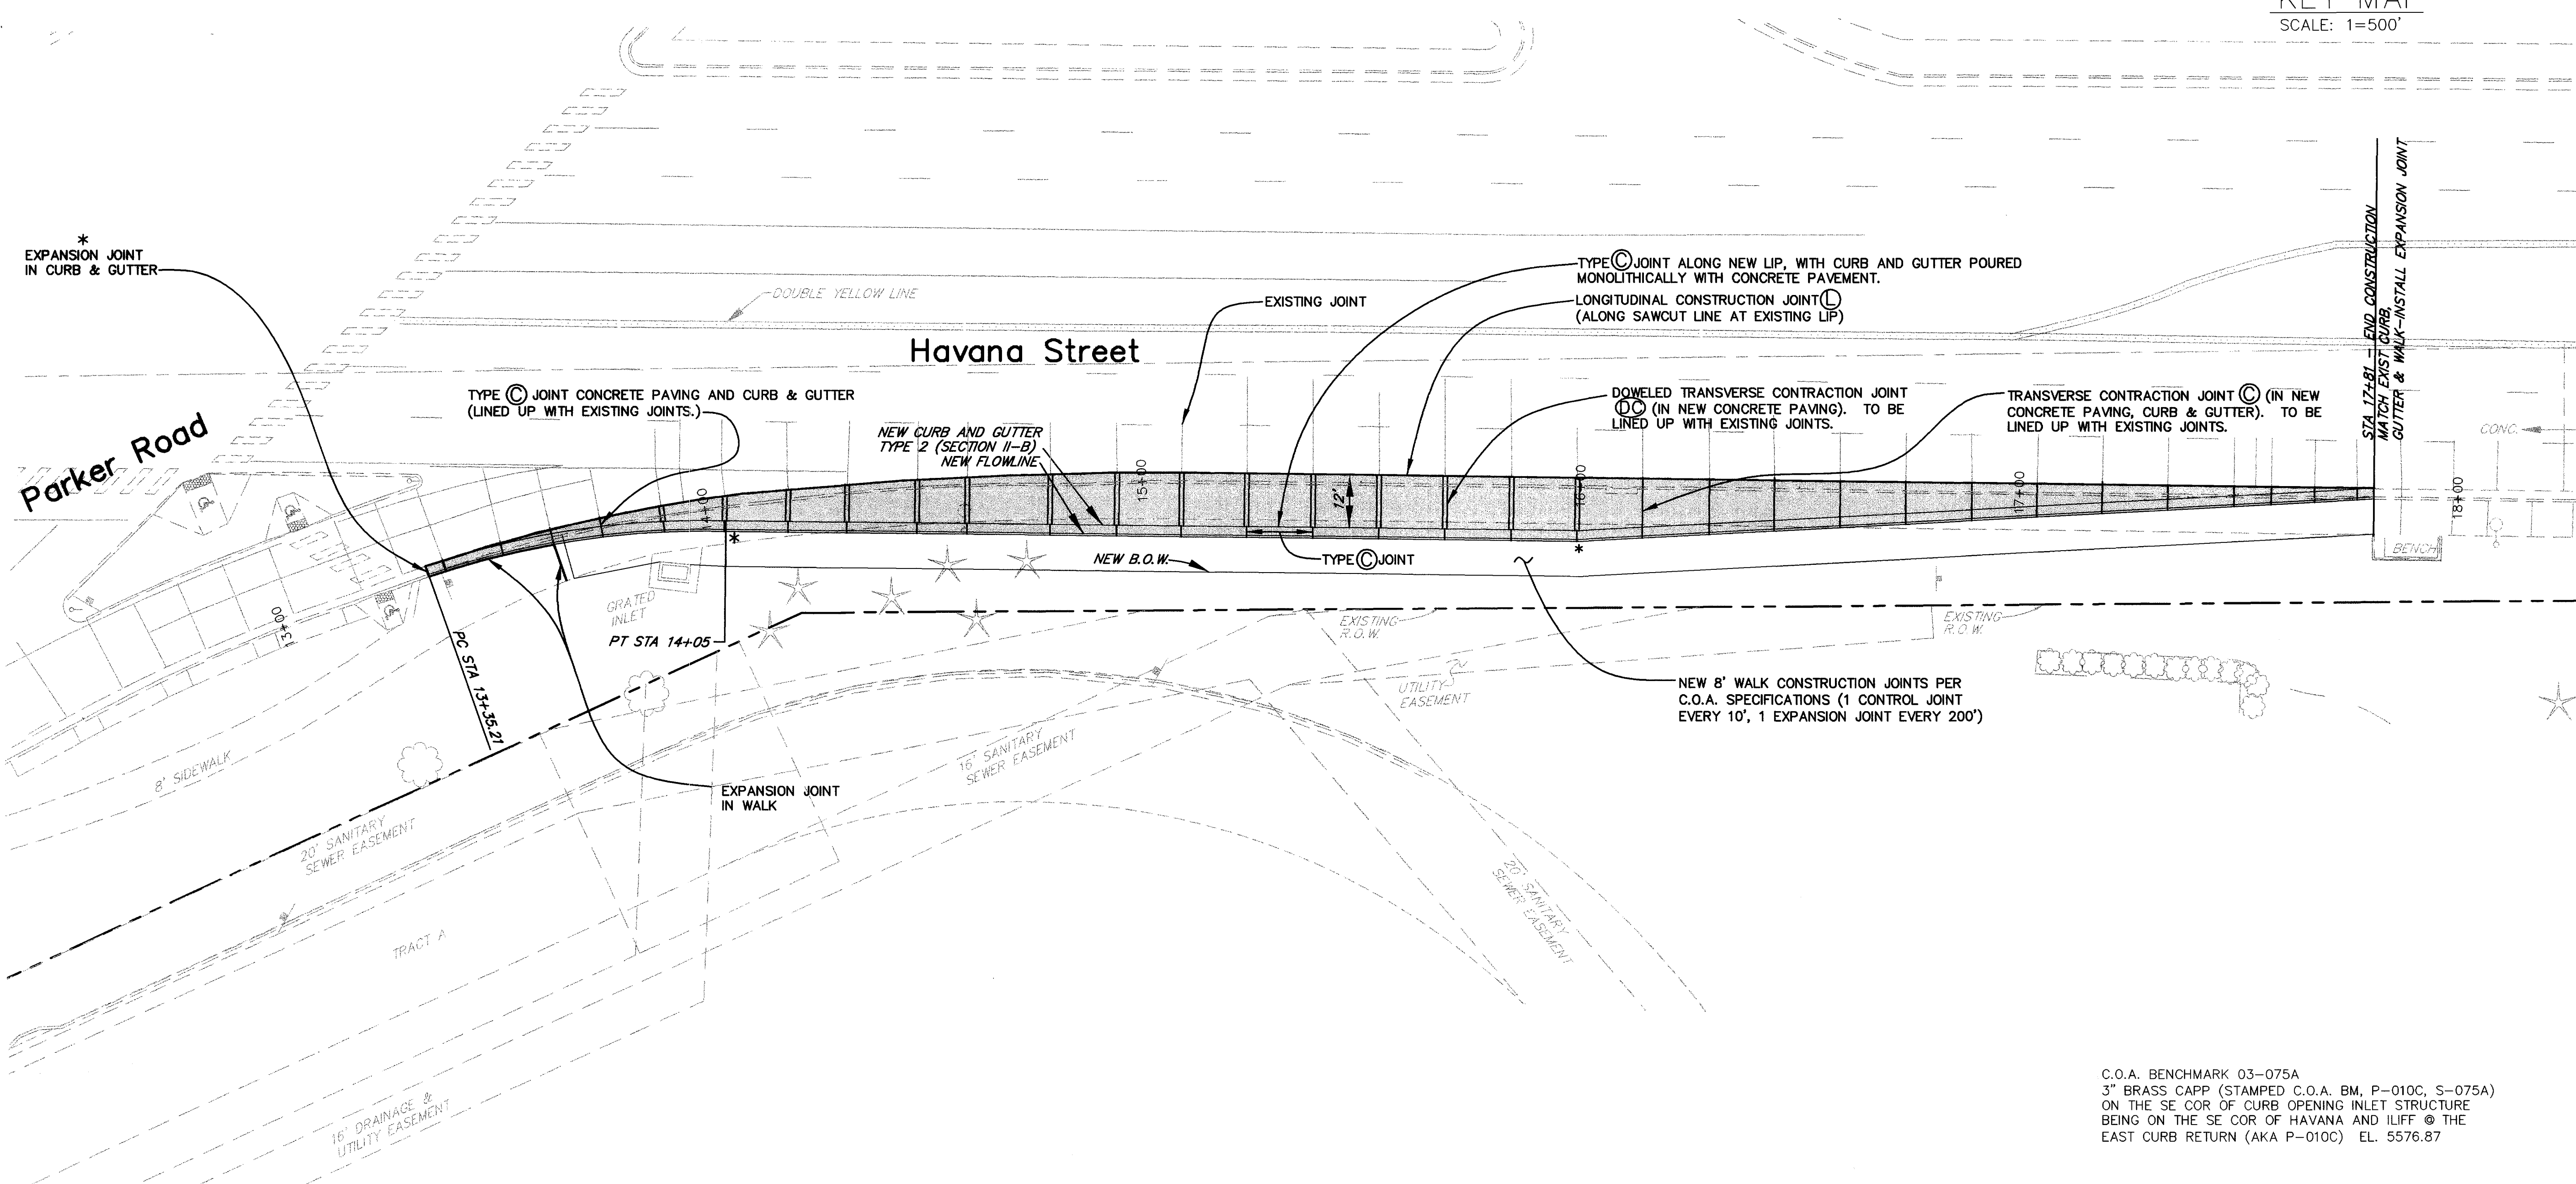 KEY MAP
SCALE: 1=500'
*
EXPANSION JOINT
IN CURB & GUTTER
DOUBLE YELLOW LINE
EXISTING JOINT
TYPE Ⓒ JOINT ALONG NEW LIP, WITH CURB AND GUTTER POURED
MONOLITHICALLY WITH CONCRETE PAVEMENT.
LONGITUDINAL CONSTRUCTION JOINT Ⓛ
(ALONG SAWCUT LINE AT EXISTING LIP)
Havana Street
STA 17+81 - END CONSTRUCTION
MATCH EXIST CURB,
GUTTER & WALK-INSTALL EXPANSION JOINT
TYPE Ⓒ JOINT CONCRETE PAVING AND CURB & GUTTER
(LINED UP WITH EXISTING JOINTS.)
DOWELED TRANSVERSE CONTRACTION JOINT
DC (IN NEW CONCRETE PAVING). TO BE
LINED UP WITH EXISTING JOINTS.
TRANSVERSE CONTRACTION JOINT Ⓒ (IN NEW
CONCRETE PAVING, CURB & GUTTER). TO BE
LINED UP WITH EXISTING JOINTS.
Parker Road
NEW CURB AND GUTTER
TYPE 2 (SECTION II-B)
NEW FLOWLINE
CONC.
13+00
14+00
15+00
12'
16+00
17+00
18+00
*
*
BENCH
NEW B.O.W.
TYPE Ⓒ JOINT
GRATED
INLET
PT STA 14+05
PC STA 13+35.21
EXISTING
R.O.W.
EXISTING
R.O.W.
UTILITY
EASEMENT
NEW 8' WALK CONSTRUCTION JOINTS PER
C.O.A. SPECIFICATIONS (1 CONTROL JOINT
EVERY 10', 1 EXPANSION JOINT EVERY 200')
8' SIDEWALK
16' SANITARY
SEWER EASEMENT
EXPANSION JOINT
IN WALK
20' SANITARY
SEWER EASEMENT
20' SANITARY
SEWER EASEMENT
TRACT A
16' DRAINAGE &
UTILITY EASEMENT
C.O.A. BENCHMARK 03-075A
3" BRASS CAPP (STAMPED C.O.A. BM, P-010C, S-075A)
ON THE SE COR OF CURB OPENING INLET STRUCTURE
BEING ON THE SE COR OF HAVANA AND ILIFF @ THE
EAST CURB RETURN (AKA P-010C) EL. 5576.87